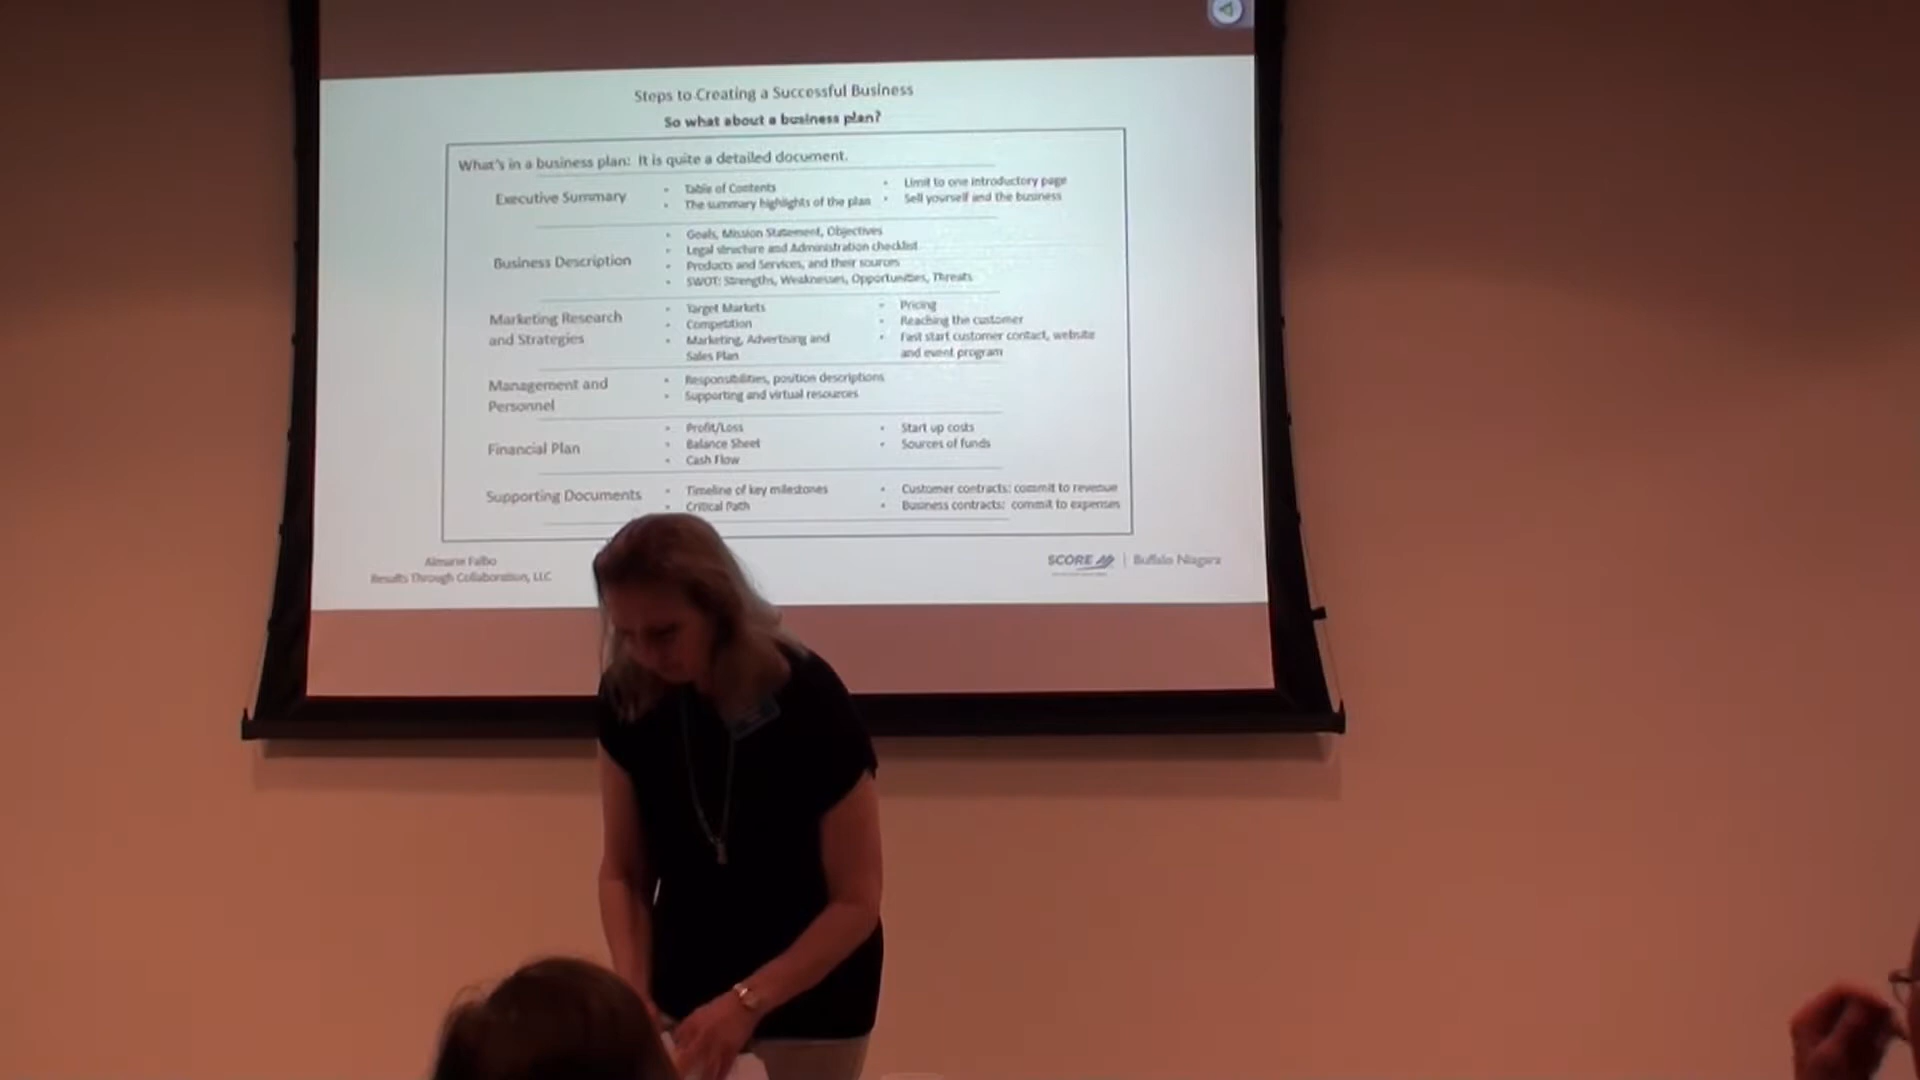 Steps to Creating a Successful Business
So what about a business plan?
What's in a business plan: It is quite a detailed document.
Executive Summary
• Table of Contents
• The summary highlights of the plan
• Limit to one introductory page
• Sell yourself and the business
Business Description
• Goals, Mission Statement, Objectives
• Legal structure and Administration checklist
• Products and Services, and their sources
• SWOT: Strengths, Weaknesses, Opportunities, Threats
Marketing Research
and Strategies
• Target Markets
• Competition
• Marketing, Advertising and
Sales Plan
• Pricing
• Reaching the customer
• Fast start customer contact, website
and event program
Management and
Personnel
• Responsibilities, position descriptions
• Supporting and virtual resources
Financial Plan
• Profit/Loss
• Balance Sheet
• Cash Flow
• Start up costs
• Sources of funds
Supporting Documents
• Timeline of key milestones
• Critical Path
• Customer contracts: commit to revenue
• Business contracts: commit to expenses
Almarie Falbo
Results Through Collaboration, LLC
SCORE | Buffalo Niagara